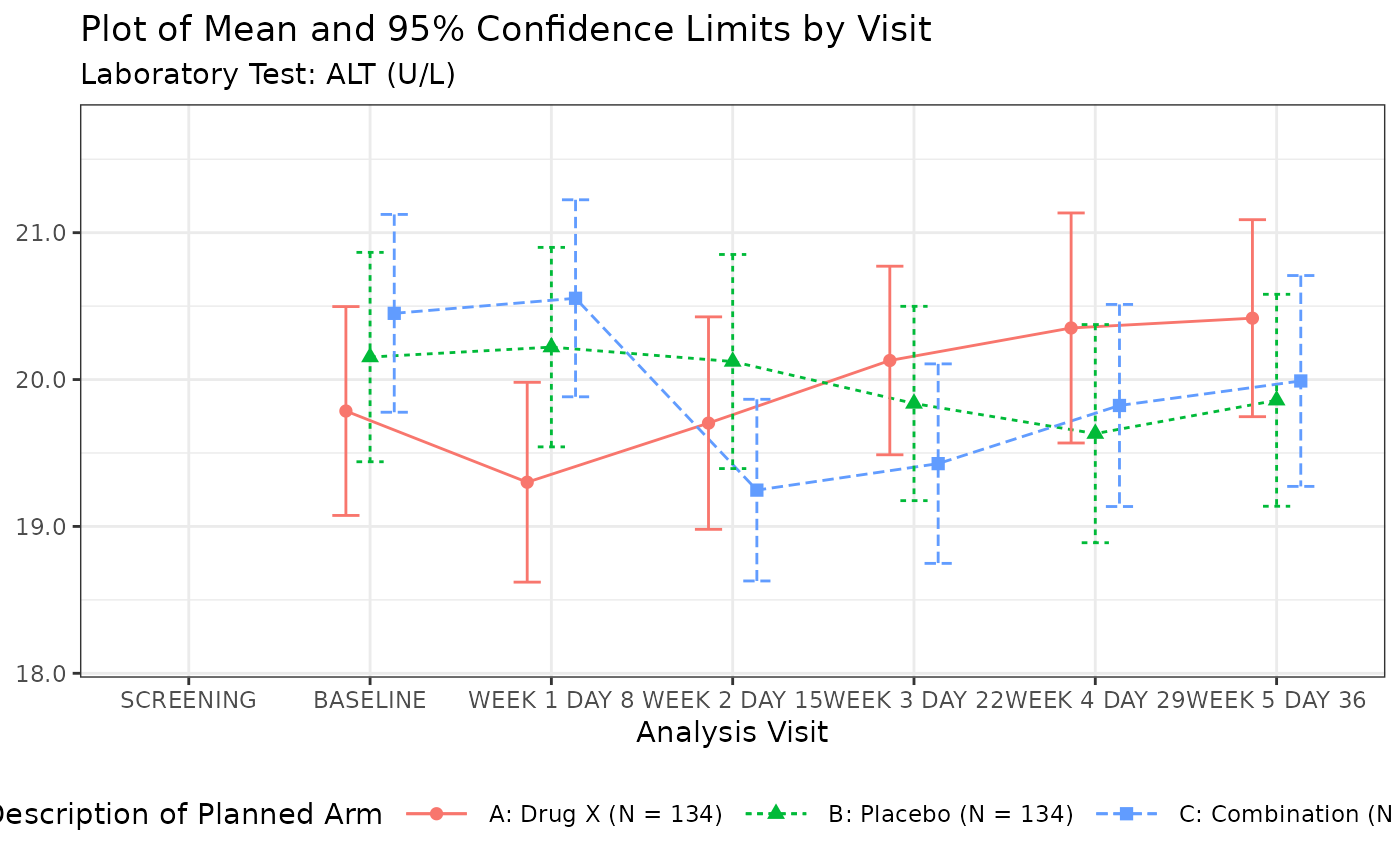 Plot of Mean and 95% Confidence Limits by Visit
Laboratory Test: ALT (U/L)
21.0
20.0
19.0
18.0
SCREENING BASELINE WEEK 1 DAY 8 WEEK 2 DAY 15 WEEK 3 DAY 22 WEEK 4 DAY 29 WEEK 5 DAY 36
Analysis Visit
Description of Planned Arm A: Drug X (N = 134) B: Placebo (N = 134) C: Combination (N